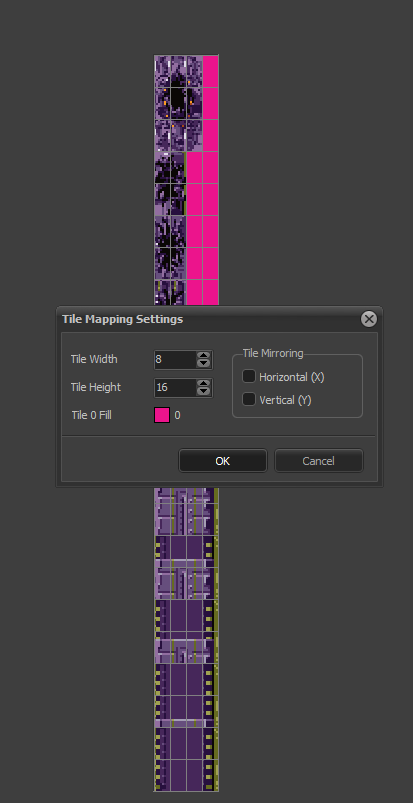 Tile Mapping Settings
Tile Width 8
Tile Height 16
Tile 0 Fill 0
Tile Mirroring
Horizontal (X)
Vertical (Y)
OK
Cancel